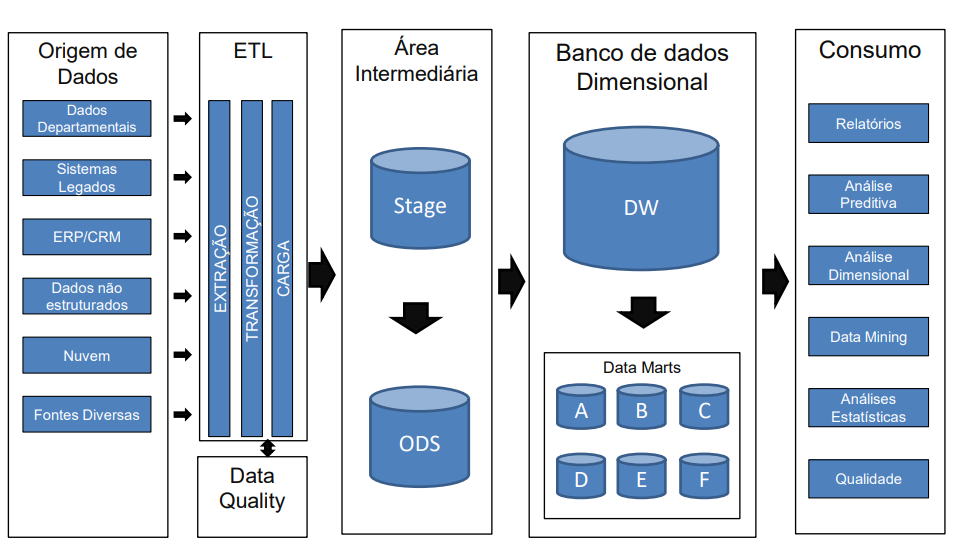 Origem de
Dados
Dados
Departamentais
Sistemas
Legados
ERP/CRM
Dados não
estruturados
Nuvem
Fontes Diversas
ETL
EXTRAÇÃO
TRANSFORMAÇÃO
CARGA
Data
Quality
Área
Intermediária
Stage
ODS
Banco de dados
Dimensional
DW
Data Marts
A B C
D E F
Consumo
Relatórios
Análise
Preditiva
Análise
Dimensional
Data Mining
Análises
Estatísticas
Qualidade